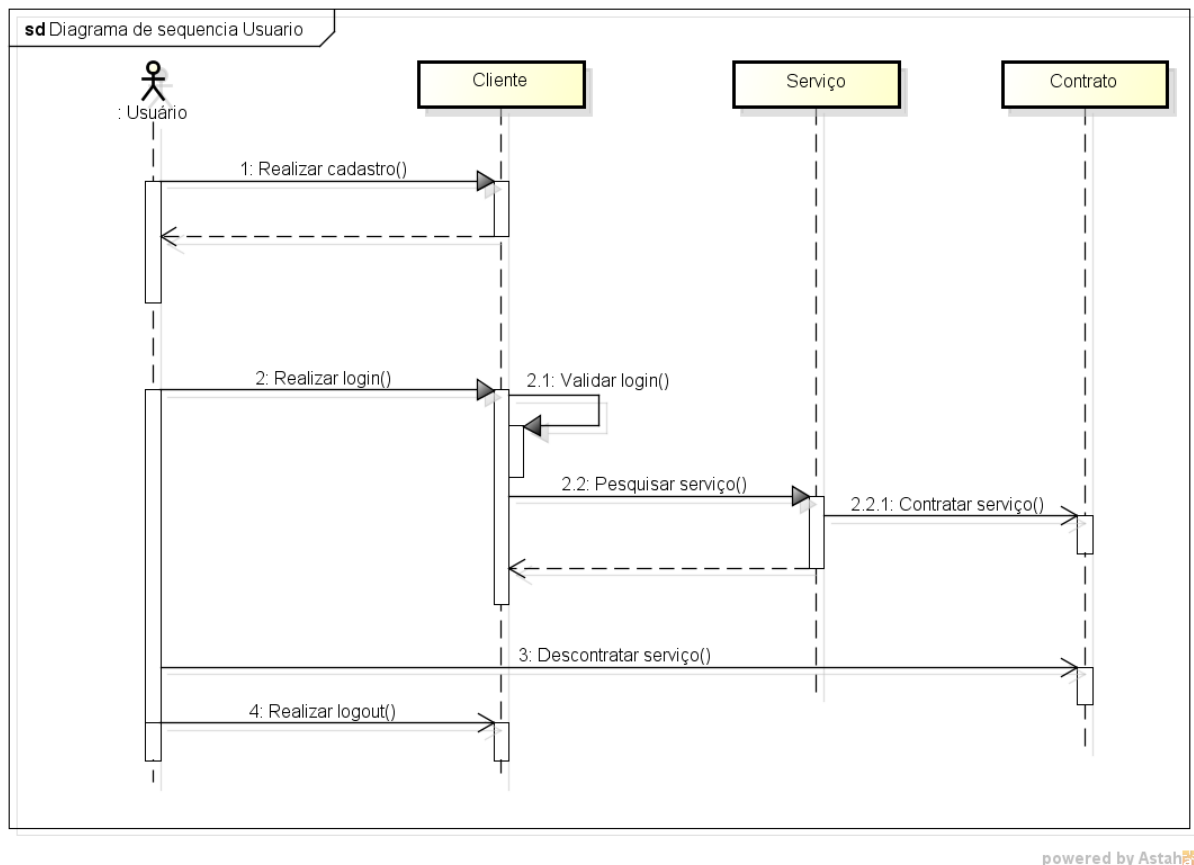 sd Diagrama de sequencia Usuario
: Usuário
Cliente
Serviço
Contrato
1: Realizar cadastro()
2: Realizar login()
2.1: Validar login()
2.2: Pesquisar serviço()
2.2.1: Contratar serviço()
3: Descontratar serviço()
4: Realizar logout()
powered by Astah